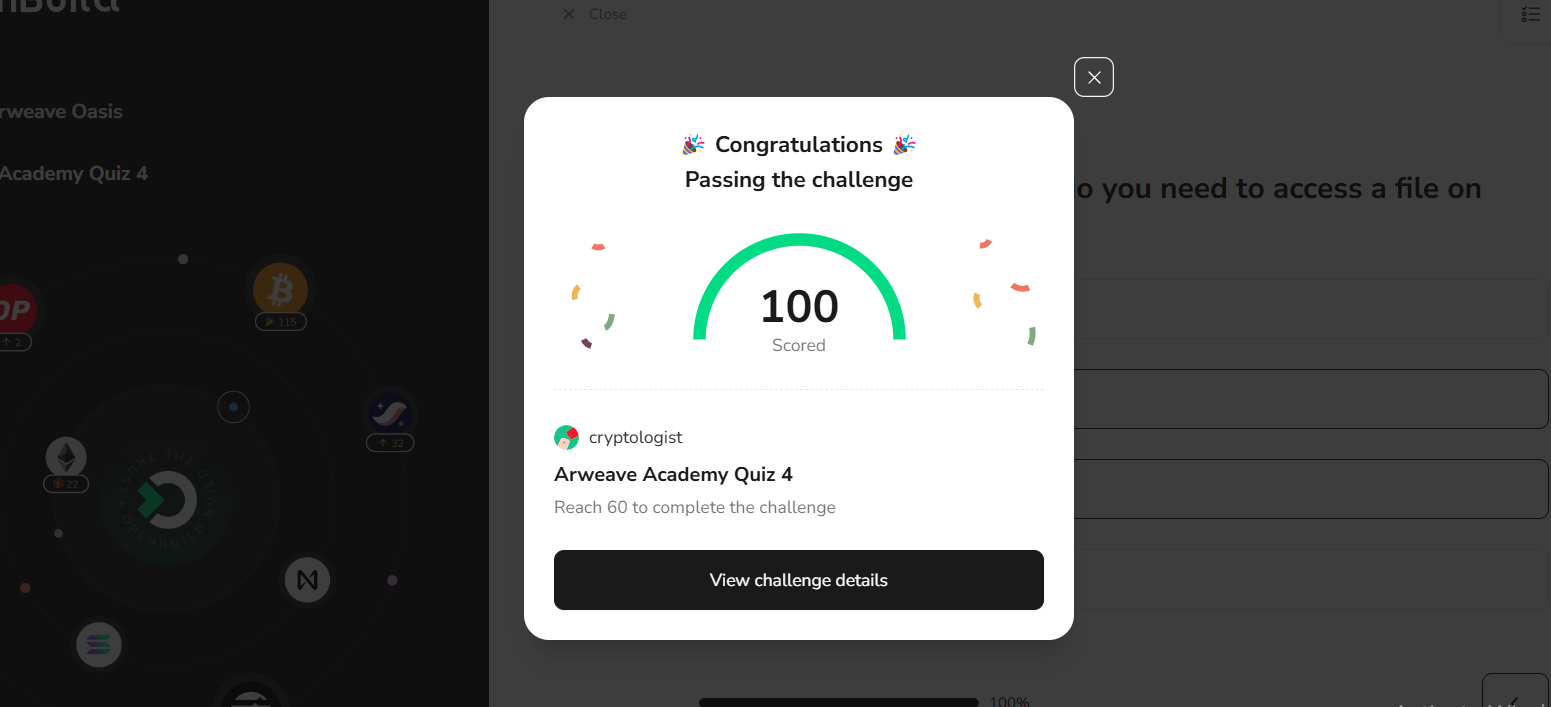 Close
rweave Oasis
Academy Quiz 4
o you need to access a file on
🎉 Congratulations 🎉
Passing the challenge
100
Scored
cryptologist
Arweave Academy Quiz 4
Reach 60 to complete the challenge
View challenge details
OP
2
115
32
22
BUILD THE TRUST
OPENBUILD
100%